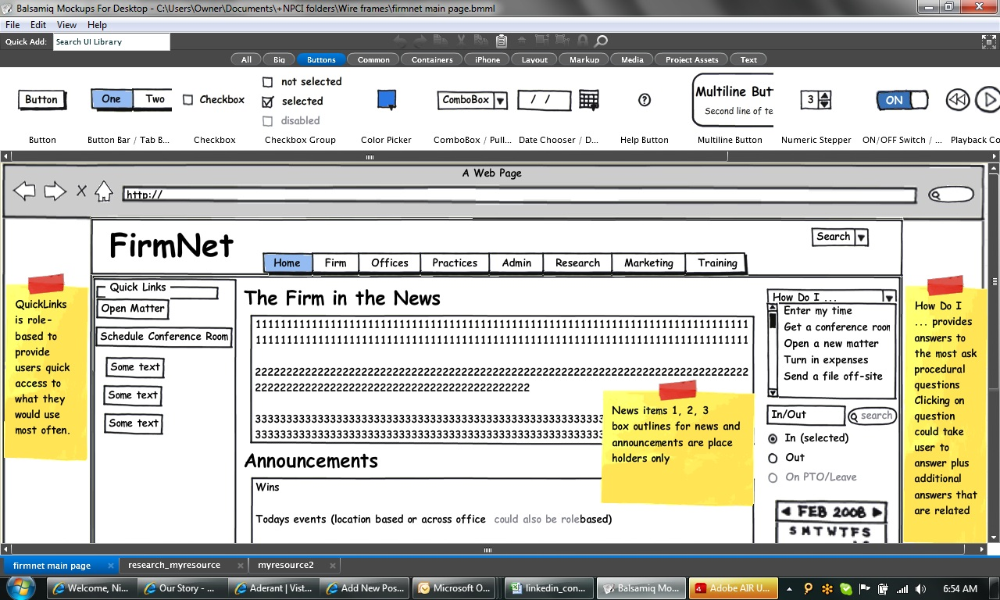 Balsamiq Mockups For Desktop - C:\Users\Owner\Documents\+NPCI folders\Wire frames\firmnet main page.bmml
File Edit View Help
Quick Add: Search UI Library
All Big Buttons Common Containers iPhone Layout Markup Media Project Assets Text
Button
One Two
Checkbox
not selected
selected
disabled
ComboBox
/ /
?
Multiline But
Second line of te
3
ON
Button Button Bar / Tab B... Checkbox Checkbox Group Color Picker ComboBox / Pull... Date Chooser / D... Help Button Multiline Button Numeric Stepper ON/OFF Switch / ... Playback Co
A Web Page
http://
FirmNet
Search
Home Firm Offices Practices Admin Research Marketing Training
QuickLinks
is role-
based to
provide
users quick
access to
what they
would use
most often.
Quick Links
Open Matter
Schedule Conference Room
Some text
Some text
Some text
The Firm in the News
1111111111111111111111111111111111111111111111111111111111111111111111111111111
1111111111111111111111111111111111111111111111111111111111111111111111111111111
2222222222222222222222222222222222222222222222222222222222222222222222222222222
22222222222222222222222222222222222222222222
33333333333333333333333333333333333333333333333333333333
33333333333333333333333333333333333333333333333333333333
News items 1, 2, 3
box outlines for news and
announcements are place
holders only
Announcements
Wins
Todays events (location based or across office could also be rolebased)
How Do I ...
Enter my time
Get a conference room
Open a new matter
Turn in expenses
Send a file off-site
In/Out
search
In (selected)
Out
On PTO/Leave
FEB 2008
S M T W T F S
How Do I
... provides
answers to
the most ask
procedural
questions
Clicking on
question
could take
user to
answer plus
additional
answers that
are related
firmnet main page research_myresource myresource2
Welcome, Ni... Our Story - ... Aderant | Vist... Add New Pos... Microsoft O... linkedin_con... Balsamiq Mo... Adobe AIR U... 6:54 AM